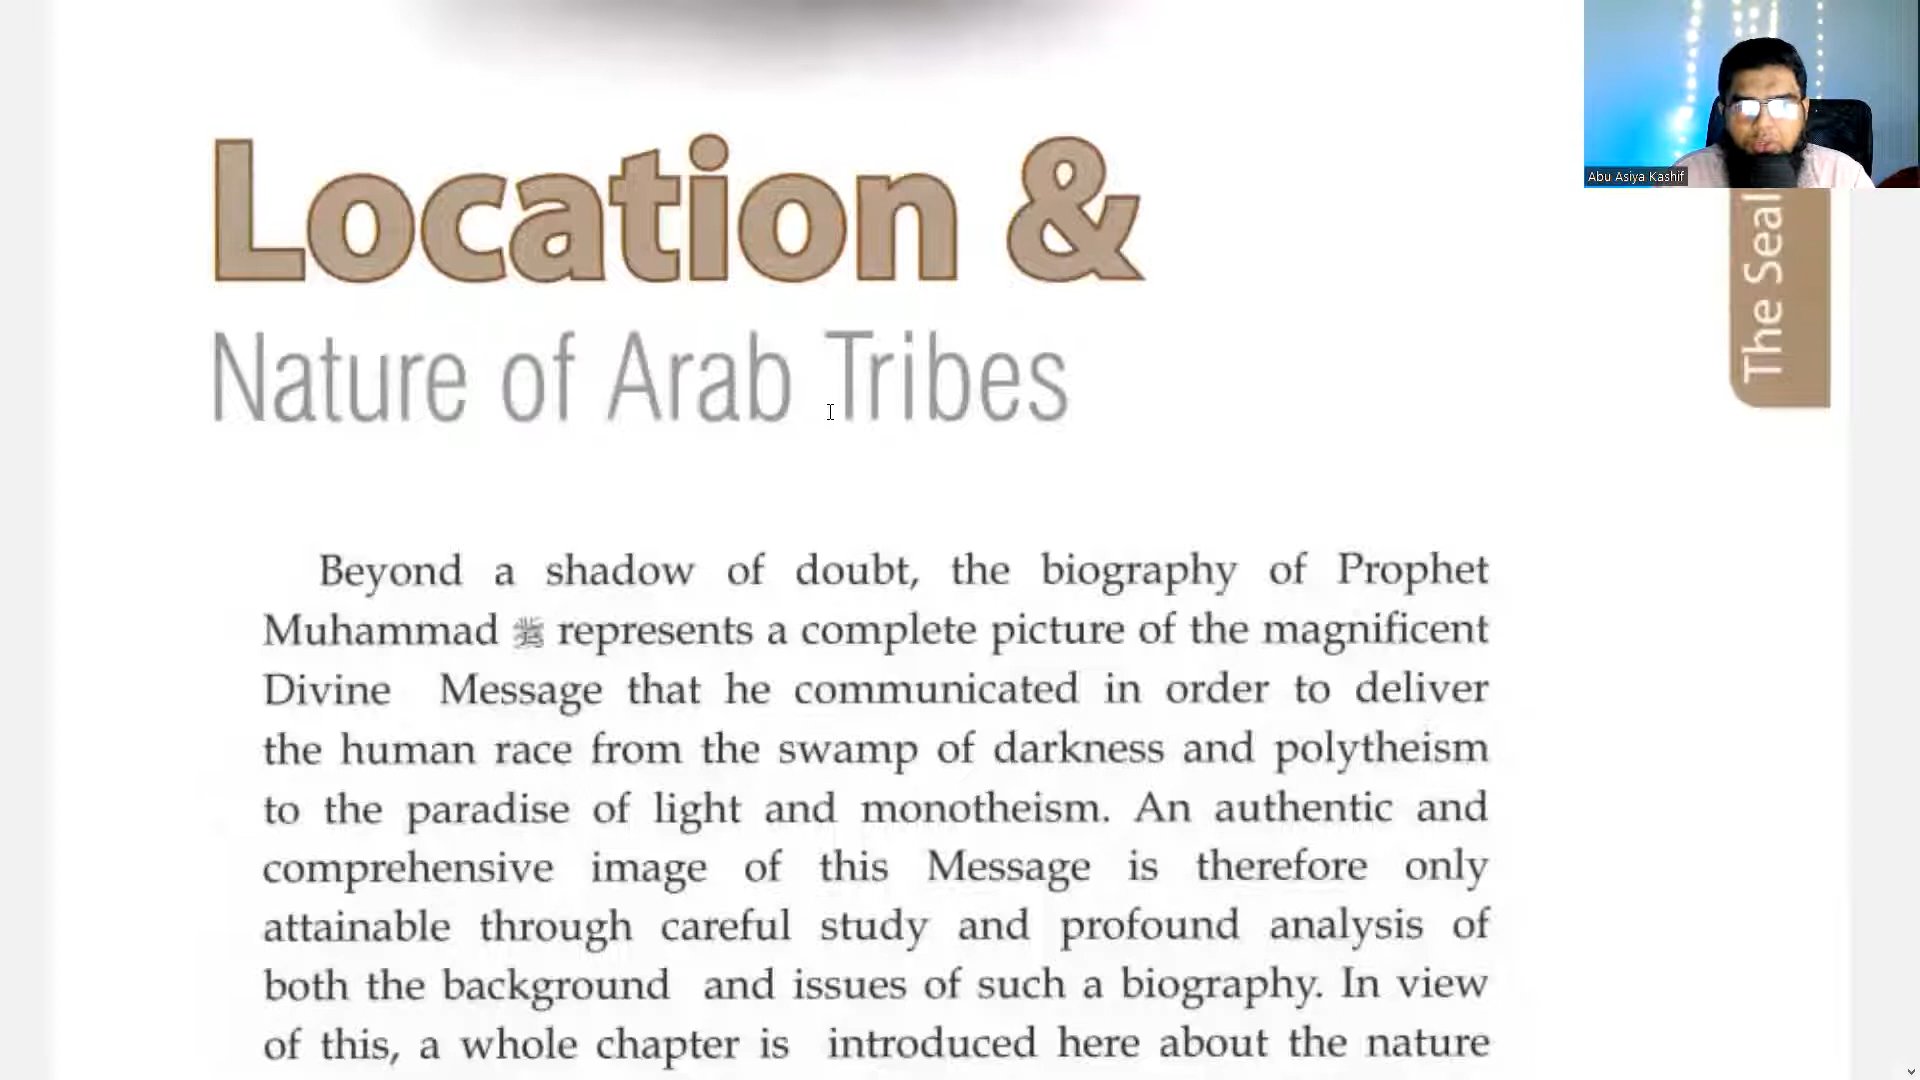 Location &
Nature of Arab Tribes
Abu Asiya Kashif
The Seal
Beyond a shadow of doubt, the biography of Prophet
Muhammad ﷺ represents a complete picture of the magnificent
Divine Message that he communicated in order to deliver
the human race from the swamp of darkness and polytheism
to the paradise of light and monotheism. An authentic and
comprehensive image of this Message is therefore only
attainable through careful study and profound analysis of
both the background and issues of such a biography. In view
of this, a whole chapter is introduced here about the nature